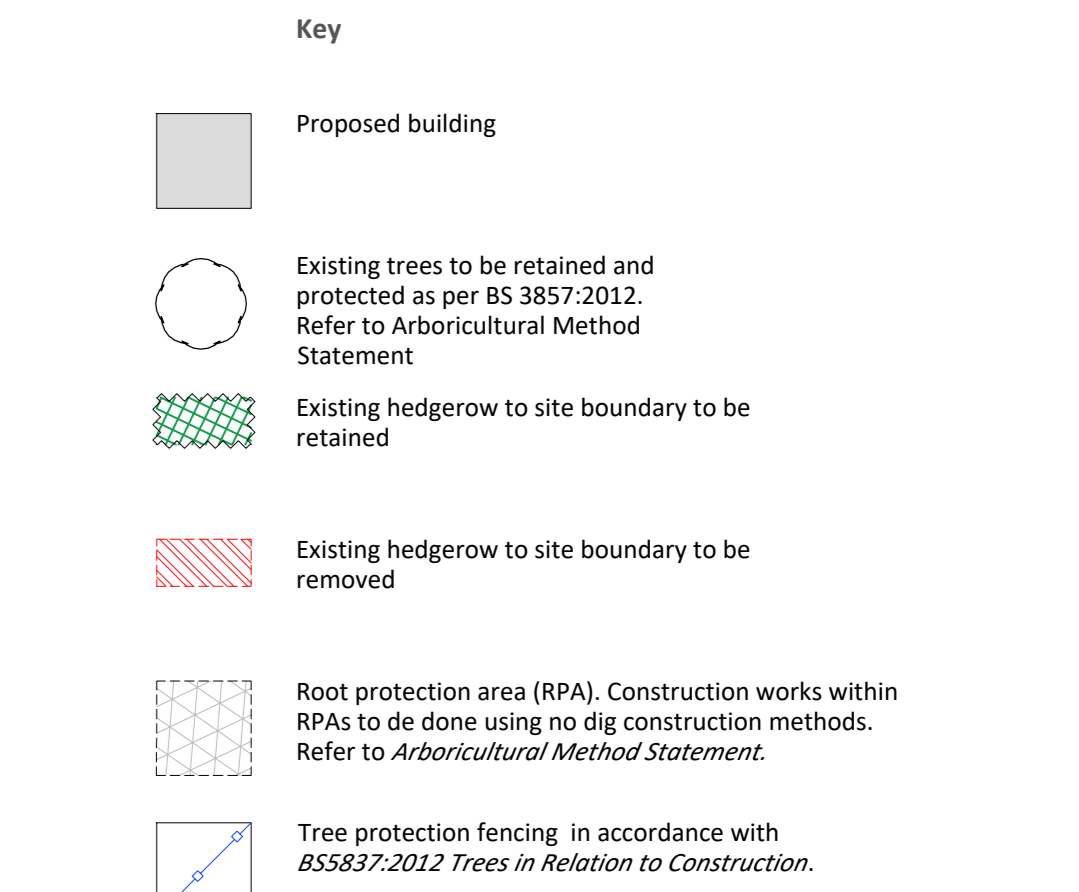 Key
Proposed building
Existing trees to be retained and
protected as per BS 3857:2012.
Refer to Arboricultural Method
Statement
Existing hedgerow to site boundary to be
retained
Existing hedgerow to site boundary to be
removed
Root protection area (RPA). Construction works within
RPAs to de done using no dig construction methods.
Refer to Arboricultural Method Statement.
Tree protection fencing  in accordance with
BS5837:2012 Trees in Relation to Construction.